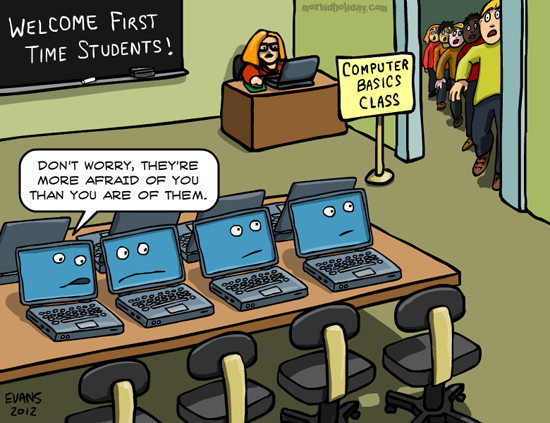 WELCOME FIRST
TIME STUDENTS!
morbidholiday.com
COMPUTER
BASICS
CLASS
DON'T WORRY, THEY'RE
MORE AFRAID OF YOU
THAN YOU ARE OF THEM.
EVANS
2012